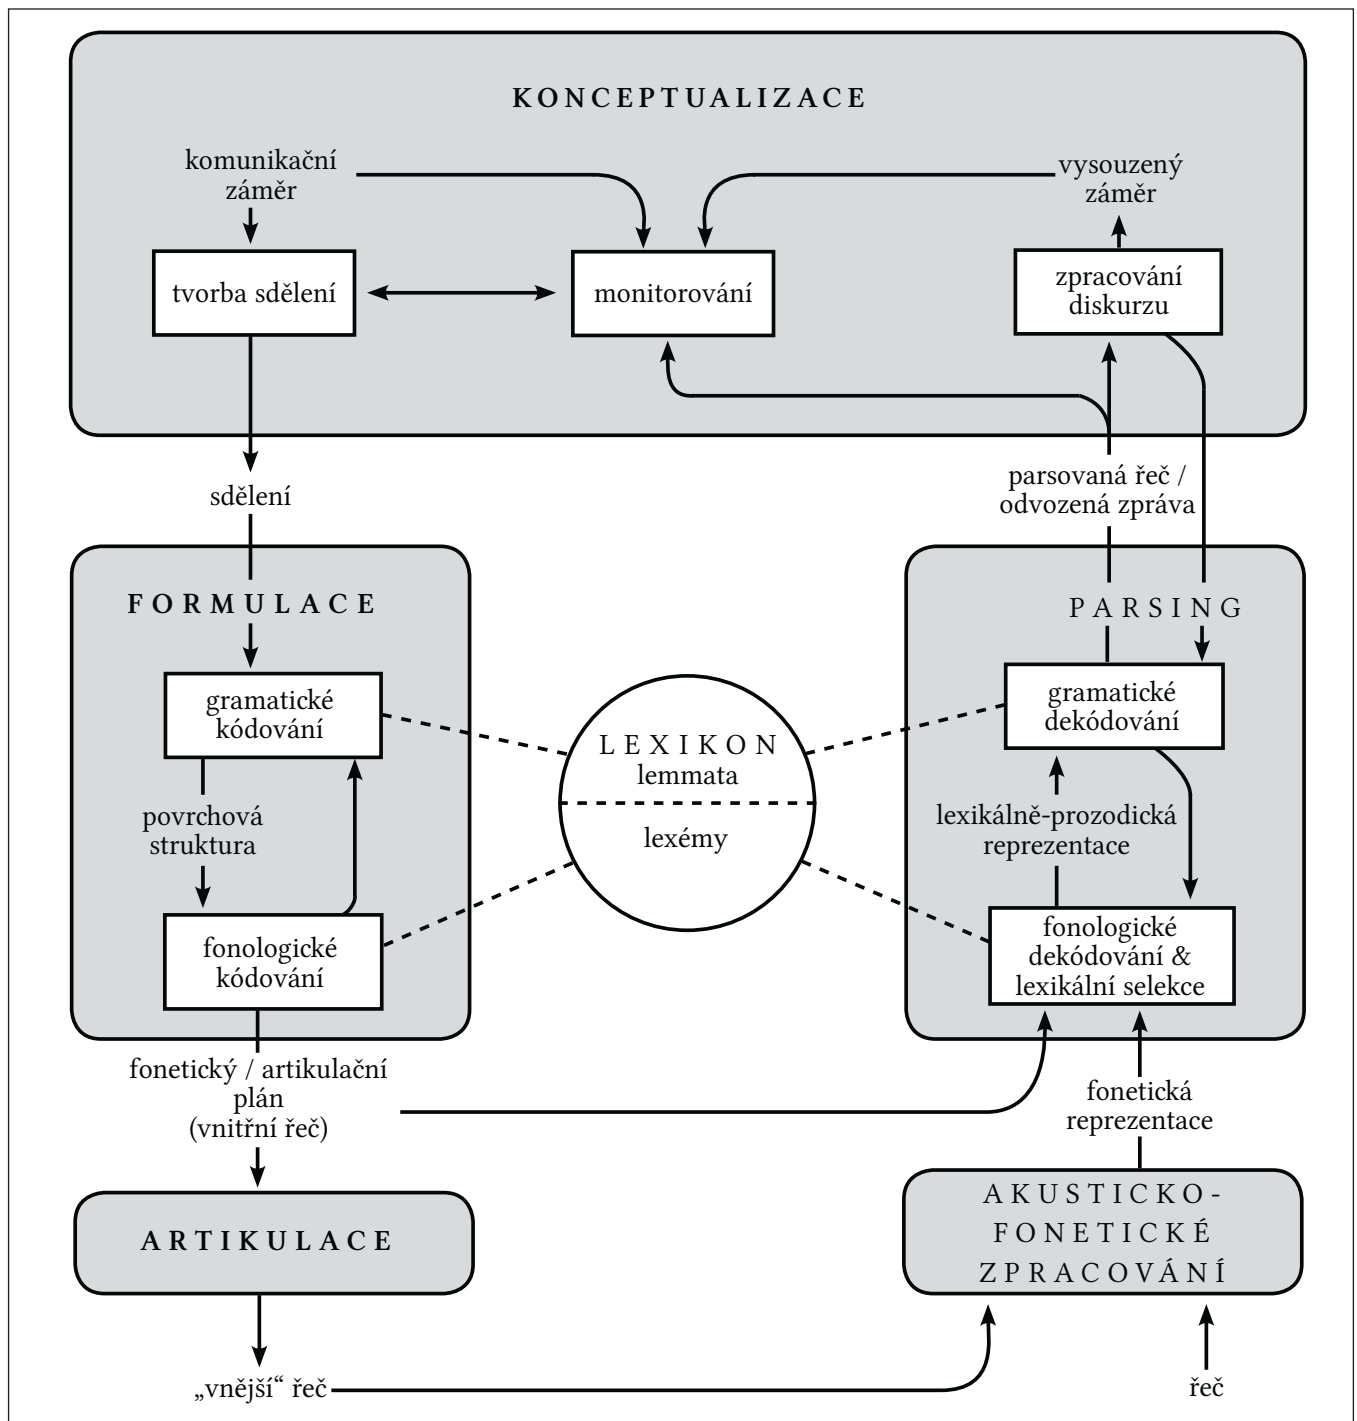 KONCEPTUALIZACE
komunikační
záměr
vysouzený
záměr
tvorba sdělení
monitorování
zpracování
diskurzu
sdělení
parsovaná řeč /
odvozená zpráva
FORMULACE
PARSING
gramatické
kódování
LEXIKON
lemmata
lexémy
gramatické
dekódování
povrchová
struktura
lexikálně-prozodická
reprezentace
fonologické
kódování
fonologické
dekódování &
lexikální selekce
fonetický / artikulační
plán
(vnitřní řeč)
fonetická
reprezentace
ARTIKULACE
AKUSTICKO-
FONETICKÉ
ZPRACOVÁNÍ
„vnější“ řeč
řeč